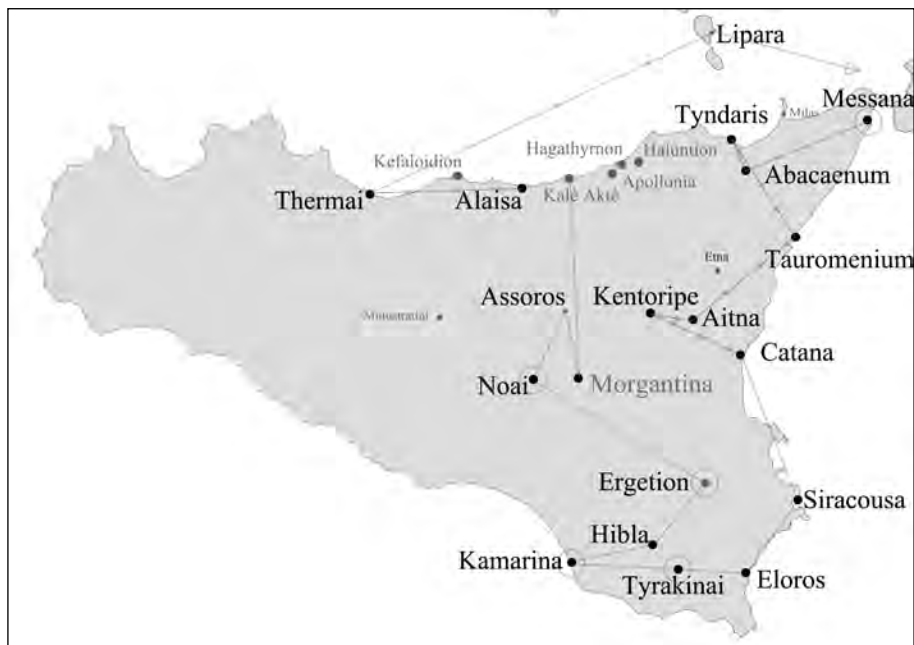 Lipara
Messana
Milas
Tyndaris
Hagathyrnon
Haluntion
Kefaloidion
Apollonia
Abacaenum
Thermai
Alaisa
Kalè Aktè
Tauromenium
Etna
Assoros
Kentoripe
Aitna
Catana
Noai
Morgantina
Ergetion
Siracousa
Hibla
Kamarina
Tyrakinai
Eloros